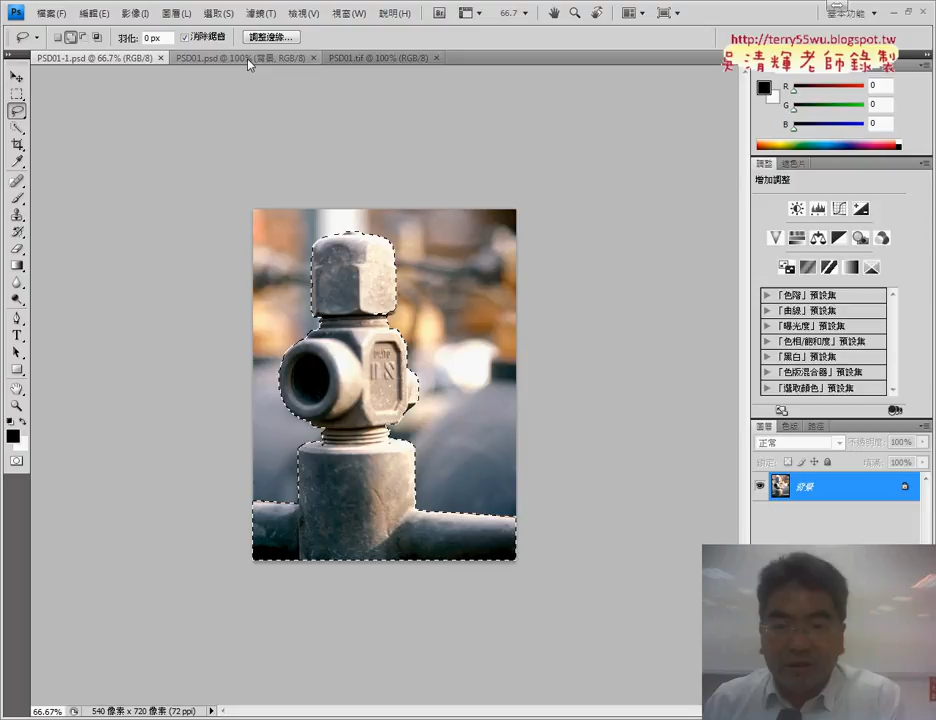 Ps 檔案(F) 編輯(E) 影像(I) 圖層(L) 選取(S) 濾鏡(T) 檢視(V) 視窗(W) 說明(H) Br 66.7 基本功能
羽化: 0 px 消除鋸齒 調整邊緣...
http://terry55wu.blogspot.tw
吳清輝老師錄製
PSD01-1.psd @ 66.7% (RGB/8) × PSD01.psd @ 100% (背景, RGB/8) × PSD01.tif @ 100% (RGB/8) ×
R 0
G 0
B 0
調整
增加調整
「色階」預設集
「曲線」預設集
「曝光度」預設集
「色相/飽和度」預設集
「黑白」預設集
「色版混合器」預設集
「選取顏色」預設集
圖層 色版 路徑
正常 不透明度: 100%
鎖定: 填滿: 100%
背景
66.67% 540 像素 x 720 像素 (72 ppi)